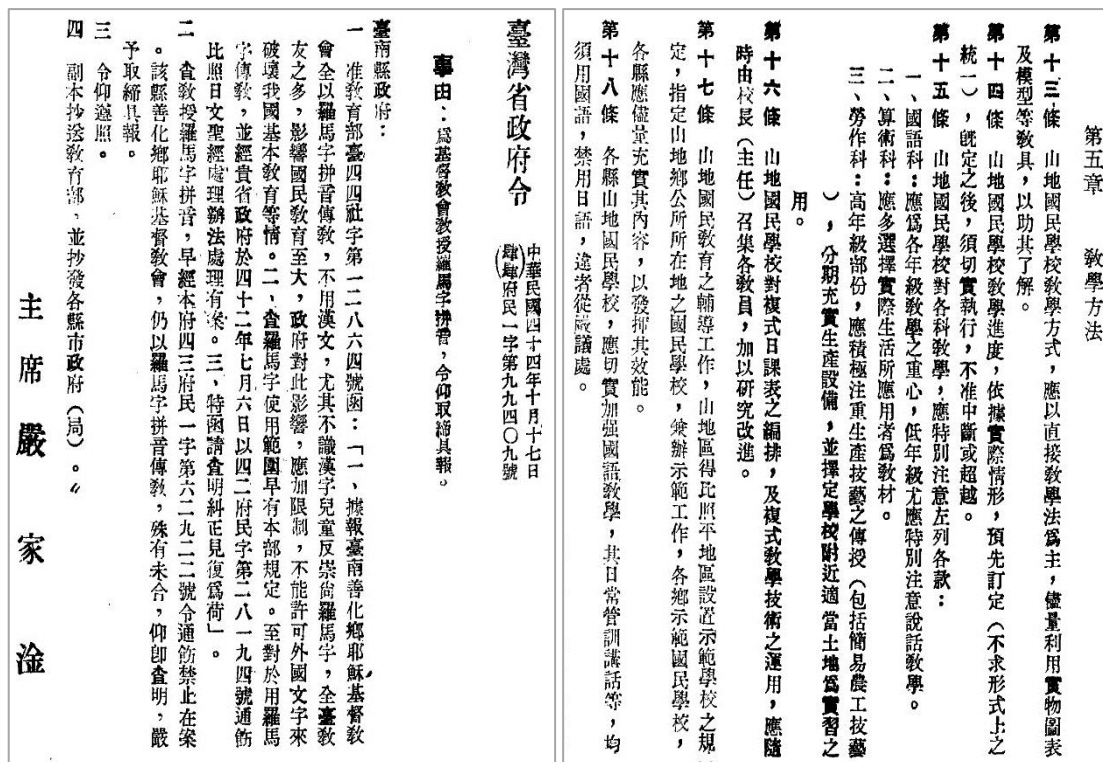 第五章　教學方法
第十三條　山地國民學校教學方式，應以直接教學法爲主，儘量利用實物圖表
及模型等教具，以助其了解。
第十四條　山地國民學校教學進度，依據實際情形，預先訂定（不求形式上之
統一），既定之後，須切實執行，不准中斷或超越。
第十五條　山地國民學校對各科教學，應特別注意左列各款：
一、國語科：應爲各年級教學之重心，低年級尤應特別注意說話教學。
二、算術科：應多選擇實際生活所應用者爲教材。
三、勞作科：高年級部份，應積極注重生產技藝之傳授（包括簡易農工技藝
），分期充實生產設備，並擇定學校附近適當土地爲實習之
用。
第十六條　山地國民學校對複式日課表之編排，及複式教學技術之運用，應隨
時由校長（主任）召集各教員，加以研究改進。
第十七條　山地國民教育之輔導工作，山地區得比照平地區設置示範學校之規
定，指定山地鄉公所所在地之國民學校，兼辦示範工作，各鄉示範國民學校，
各縣應儘量充實其內容，以發揮其效能。
第十八條　各縣山地國民學校，應切實加强國語教學，其日常管訓講話等，均
須用國語，禁用日語，違者從嚴議處。
臺灣省政府令
中華民國四十四年十月十七日
（肆肆）府民一字第九九四〇九號
事由：爲基督教會教授羅馬字拼音，令仰取締具報。
臺南縣政府：
一　准教育部臺四四社字第一二八六四號函：「一、據報臺南善化鄉耶穌基督教
會全以羅馬字拼音傳教，不用漢文，尤其不識漢字兒童反崇尙羅馬字，全臺教
友之多，影響國民教育至大，政府對此影響，應加限制，不能許可外國文字來
破壞我國基本教育等情。二、查羅馬字使用範圍早有本部規定。至對於用羅馬
字傳教，並經貴省政府於四十二年七月六日以四二府民字第二八一九四號通飭
比照日文聖經處理辦法處理有案。三、特函請查明糾正見復爲荷」。
二　查教授羅馬字拼音，早經本府四三府民一字第六二九二二號令通飭禁止在案
。該縣善化鄉耶穌基督教會，仍以羅馬字拼音傳教，殊有未合，仰卽查明，嚴
予取締具報。
三　令仰遵照。
四　副本抄送教育部，並抄發各縣市政府（局）。〃
主席　嚴家淦